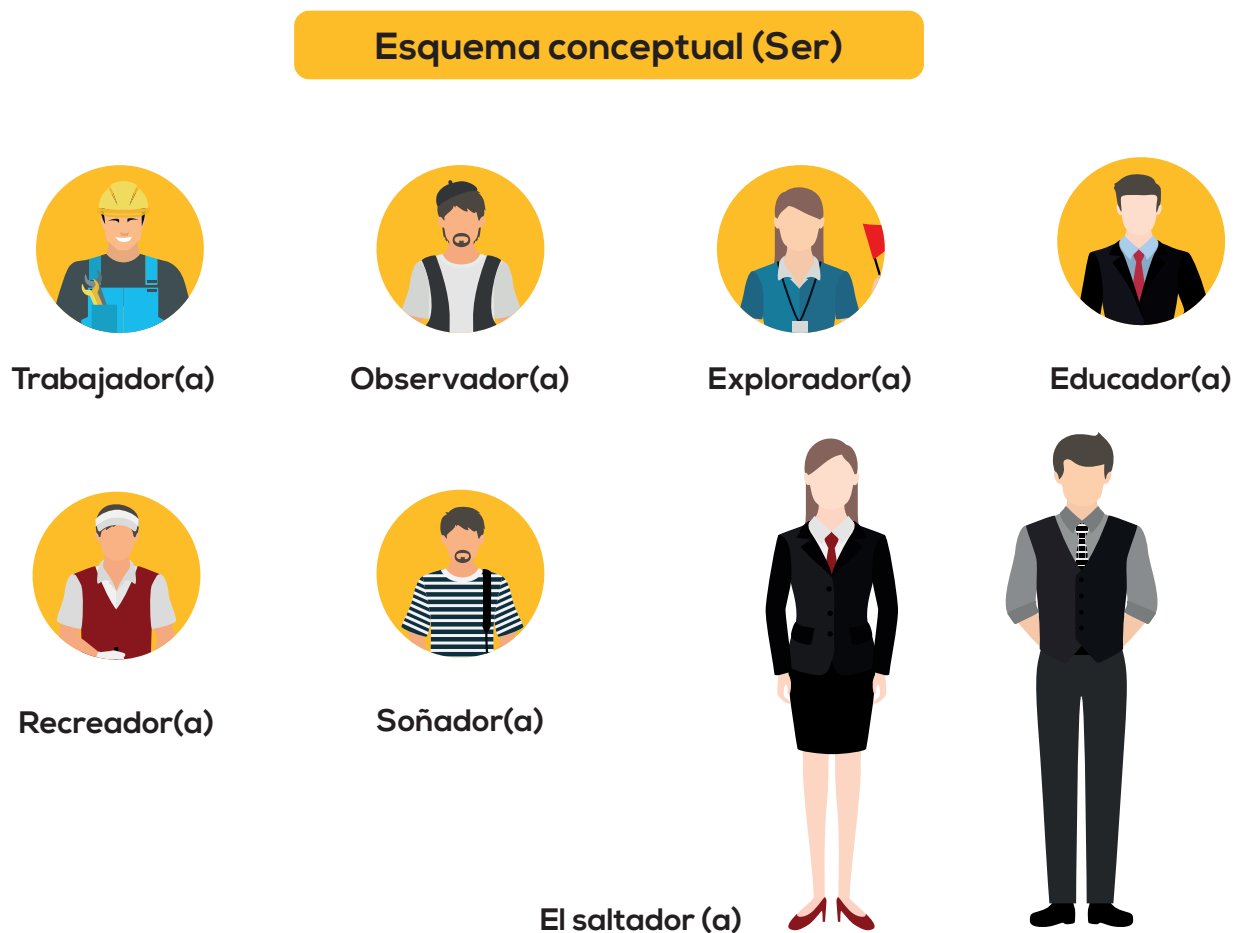 Esquema conceptual (Ser)
Trabajador(a)
Observador(a)
Explorador(a)
Educador(a)
Recreador(a)
Soñador(a)
El saltador (a)